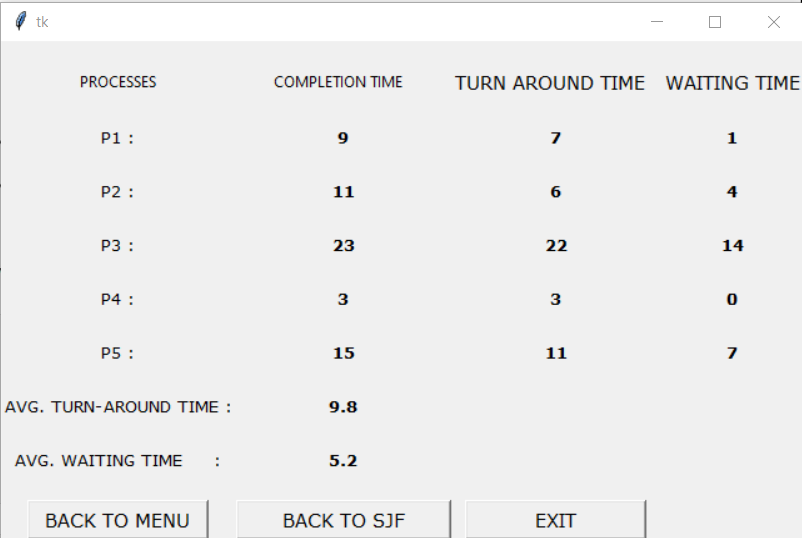 tk
PROCESSES COMPLETION TIME TURN AROUND TIME WAITING TIME
P1 : 9 7 1
P2 : 11 6 4
P3 : 23 22 14
P4 : 3 3 0
P5 : 15 11 7
AVG. TURN-AROUND TIME : 9.8
AVG. WAITING TIME : 5.2
BACK TO MENU BACK TO SJF EXIT